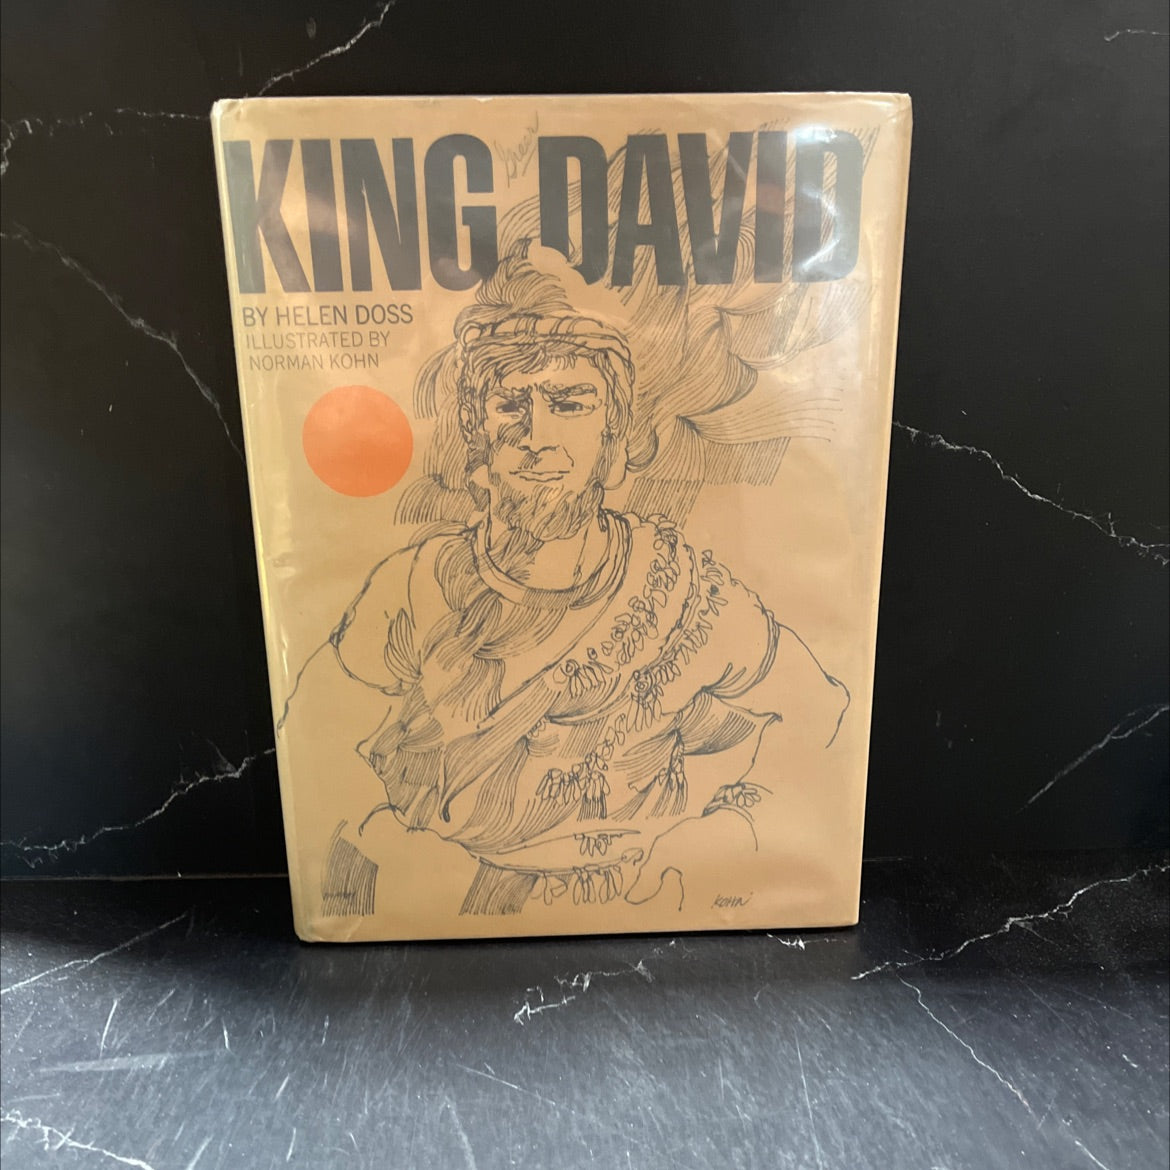 KING DAVID
BY HELEN DOSS
ILLUSTRATED BY
NORMAN KOHN
KOHN